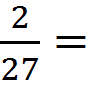 2/27 =